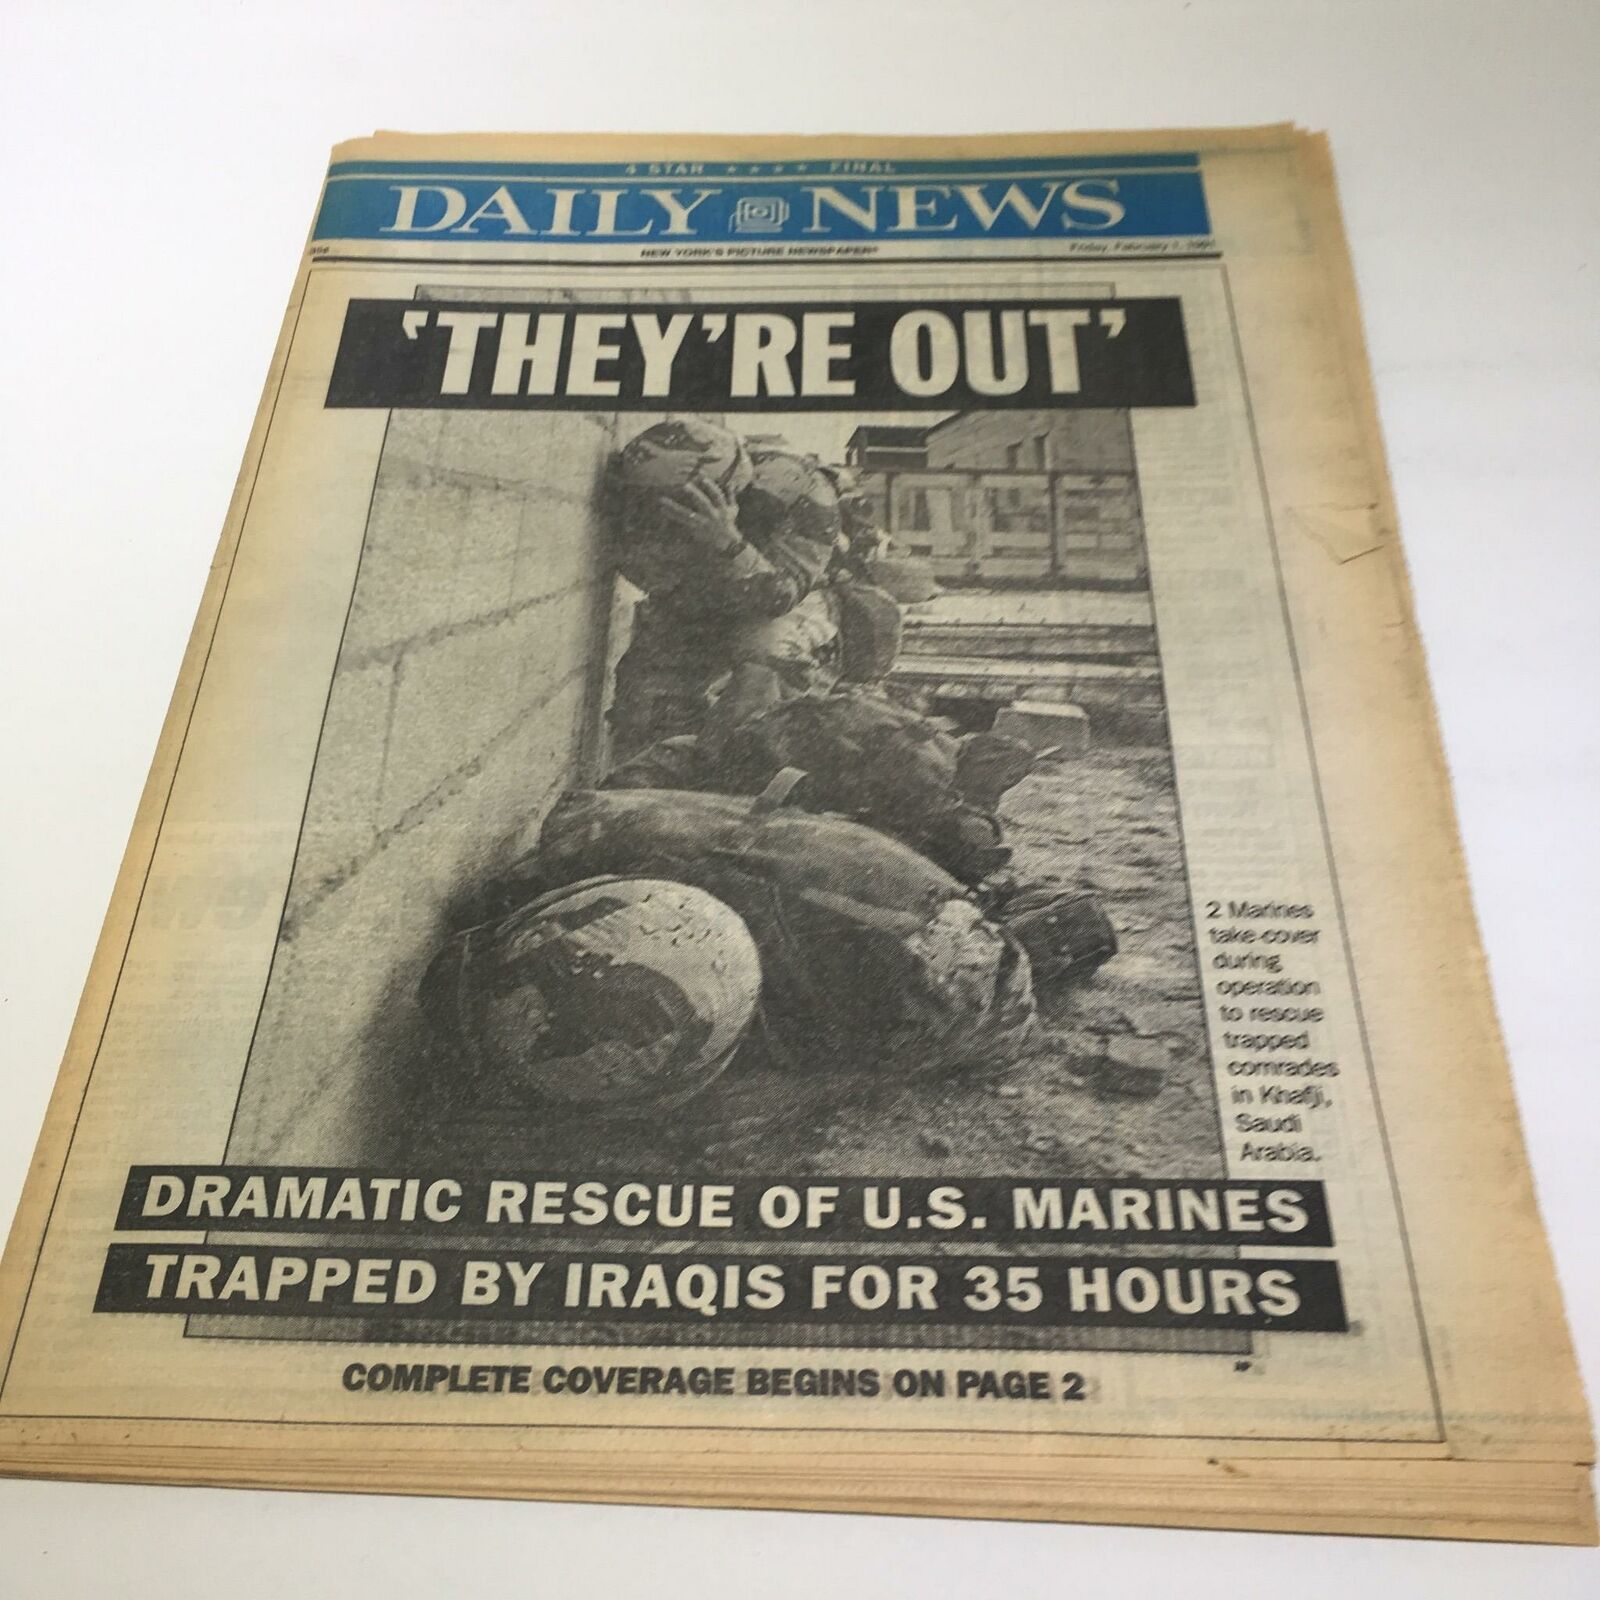 4 STAR ★ ★ ★ ★ FINAL
DAILY NEWS
35¢ NEW YORK'S PICTURE NEWSPAPER® Friday, February 1, 1991
‘THEY’RE OUT’
2 Marines
take cover
during
operation
to rescue
trapped
comrades
in Khafji,
Saudi
Arabia.
DRAMATIC RESCUE OF U.S. MARINES
TRAPPED BY IRAQIS FOR 35 HOURS
AP
COMPLETE COVERAGE BEGINS ON PAGE 2